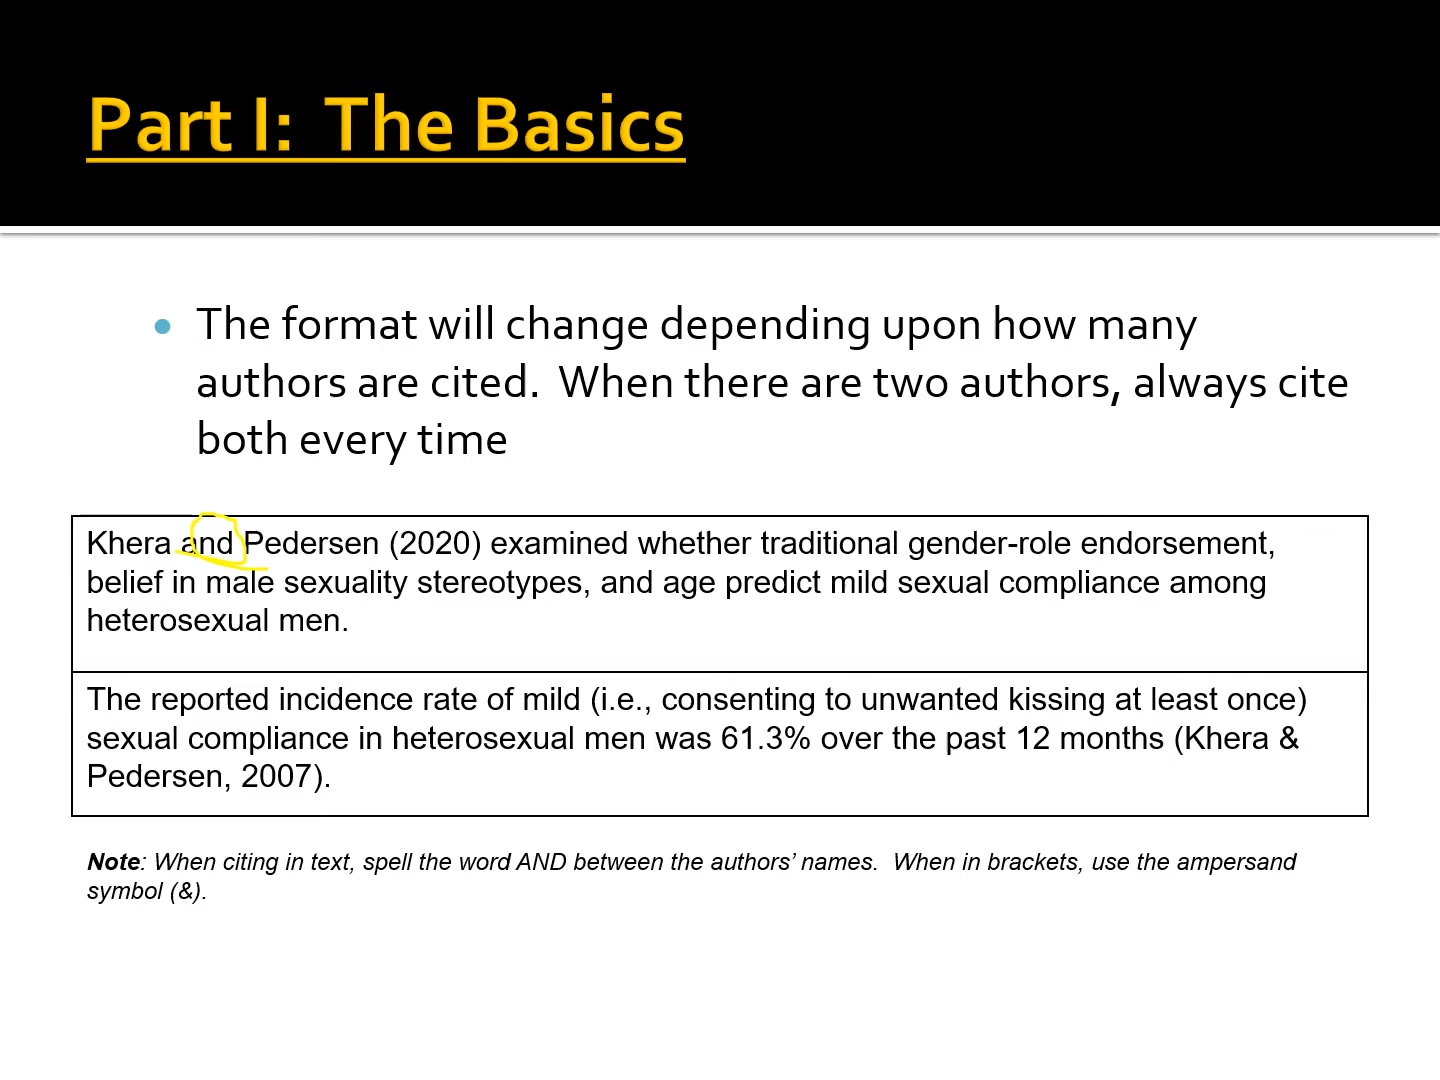 Part I:  The Basics
• The format will change depending upon how many
authors are cited.  When there are two authors, always cite
both every time
Khera and Pedersen (2020) examined whether traditional gender-role endorsement,
belief in male sexuality stereotypes, and age predict mild sexual compliance among
heterosexual men.
The reported incidence rate of mild (i.e., consenting to unwanted kissing at least once)
sexual compliance in heterosexual men was 61.3% over the past 12 months (Khera &
Pedersen, 2007).
Note: When citing in text, spell the word AND between the authors’ names.  When in brackets, use the ampersand
symbol (&).